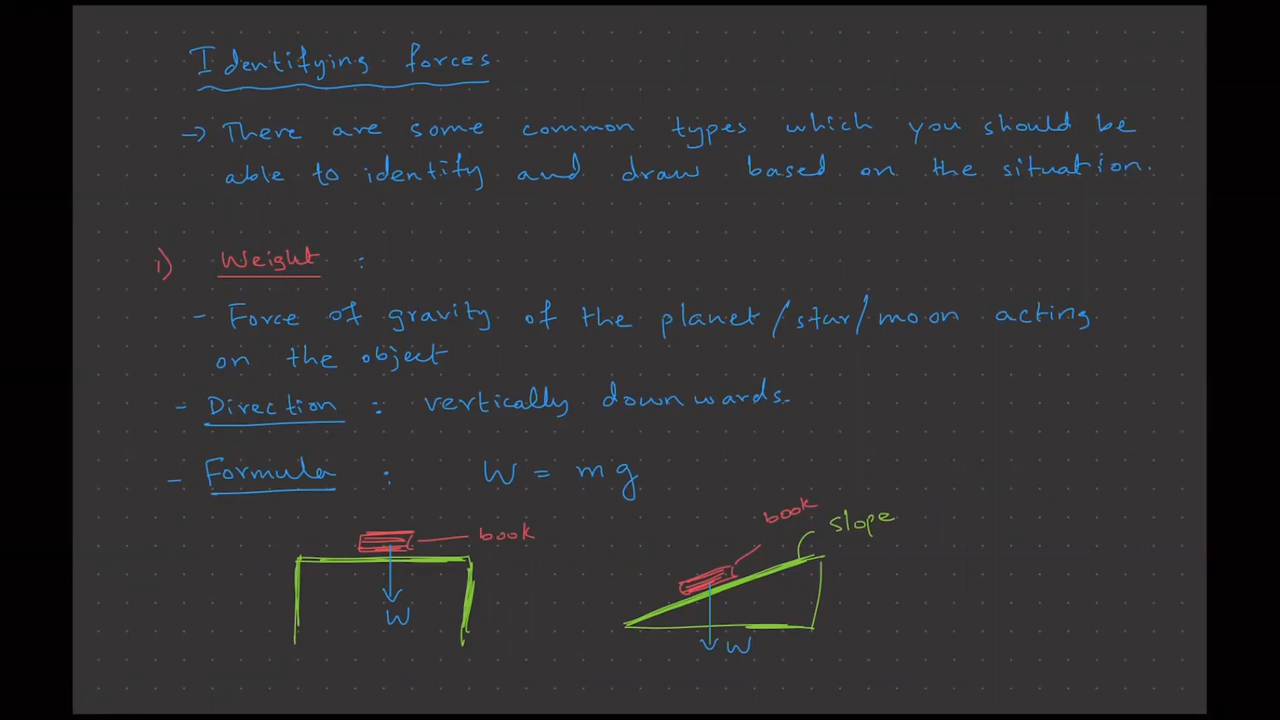 Identifying forces
→ There are some common types which you should be
able to identify and draw based on the situation.
1) Weight :
- Force of gravity of the planet/star/moon acting
on the object
- Direction : vertically downwards.
- Formula : W = mg
book
slope
book
W
W